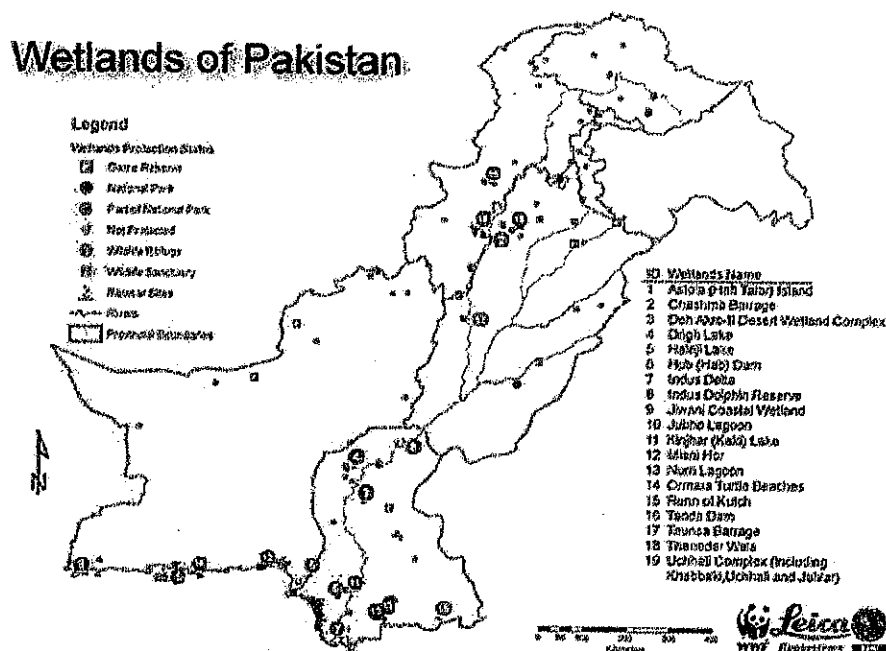 Wetlands of Pakistan
Legend
Wetlands Protection Status
Game Reserve
National Park
Partial National Park
Not Protected
Wildlife Refuge
Wildlife Sanctuary
Ramsar Sites
Rivers
Provincial Boundaries
ID Wetlands Name
1 Astola (Haft Talar) Island
2 Chashma Barrage
3 Deh Akro-II Desert Wetland Complex
4 Drigh Lake
5 Haleji Lake
6 Hub (Hab) Dam
7 Indus Delta
8 Indus Dolphin Reserve
9 Jiwani Coastal Wetland
10 Jubho Lagoon
11 Kinjhar (Kalri) Lake
12 Miani Hor
13 Nurri Lagoon
14 Ormara Turtle Beaches
15 Runn of Kutch
16 Tanda Dam
17 Taunsa Barrage
18 Thanedar Wala
19 Uchhali Complex (Including
Khabbaki, Uchhali and Jahlar)
Kilometers
WWF
Leica